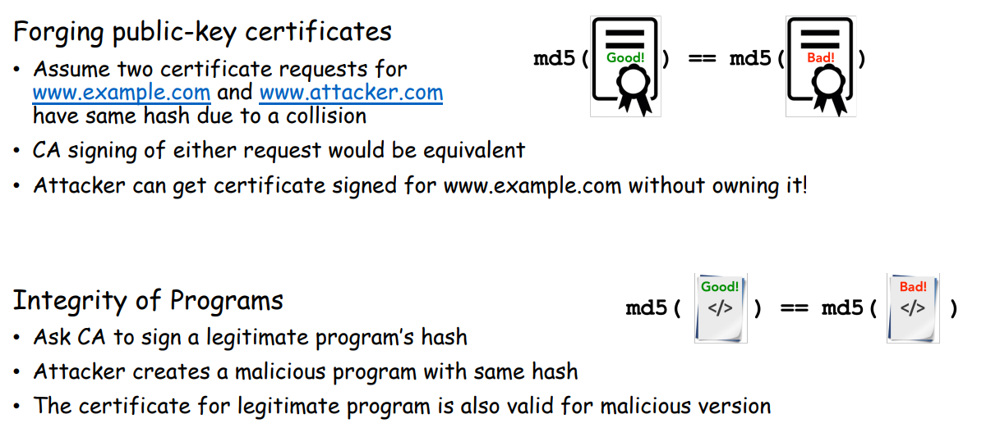 Forging public-key certificates
• Assume two certificate requests for
www.example.com and www.attacker.com
have same hash due to a collision
• CA signing of either request would be equivalent
• Attacker can get certificate signed for www.example.com without owning it!
md5( Good! ) == md5( Bad! )
Integrity of Programs
• Ask CA to sign a legitimate program's hash
• Attacker creates a malicious program with same hash
• The certificate for legitimate program is also valid for malicious version
md5( Good! </> ) == md5( Bad! </> )